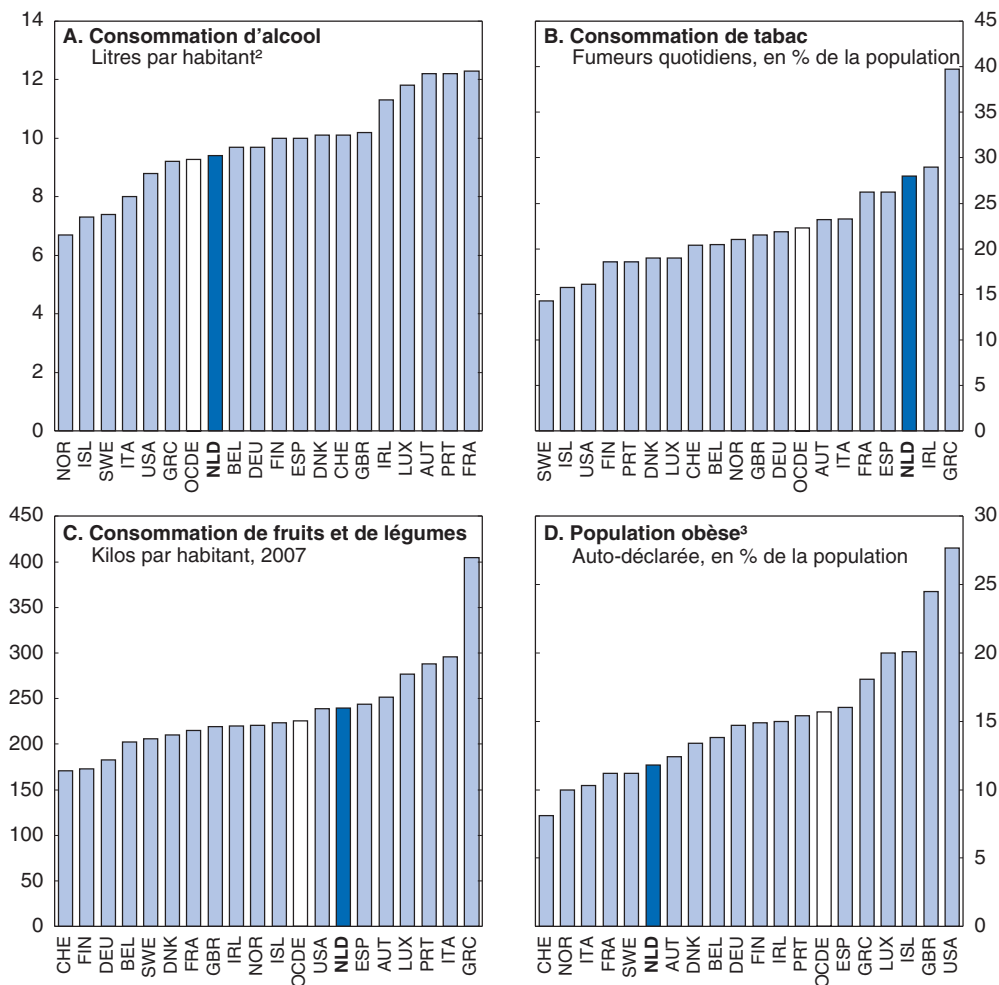 A. Consommation d'alcool
Litres par habitant²
14
12
10
8
6
4
2
0
NOR ISL SWE ITA USA GRC OCDE NLD BEL DEU FIN ESP DNK CHE GBR IRL LUX AUT PRT FRA
B. Consommation de tabac
Fumeurs quotidiens, en % de la population
45
40
35
30
25
20
15
10
5
0
SWE ISL USA FIN PRT DNK LUX CHE BEL NOR GBR DEU OCDE AUT ITA FRA ESP NLD IRL GRC
C. Consommation de fruits et de légumes
Kilos par habitant, 2007
450
400
350
300
250
200
150
100
50
0
CHE FIN DEU BEL SWE DNK FRA GBR IRL NOR ISL OCDE USA NLD ESP AUT LUX PRT ITA GRC
D. Population obèse³
Auto-déclarée, en % de la population
30
25
20
15
10
5
0
CHE NOR ITA FRA SWE NLD AUT DNK BEL DEU FIN IRL PRT OCDE ESP GRC LUX ISL GBR USA